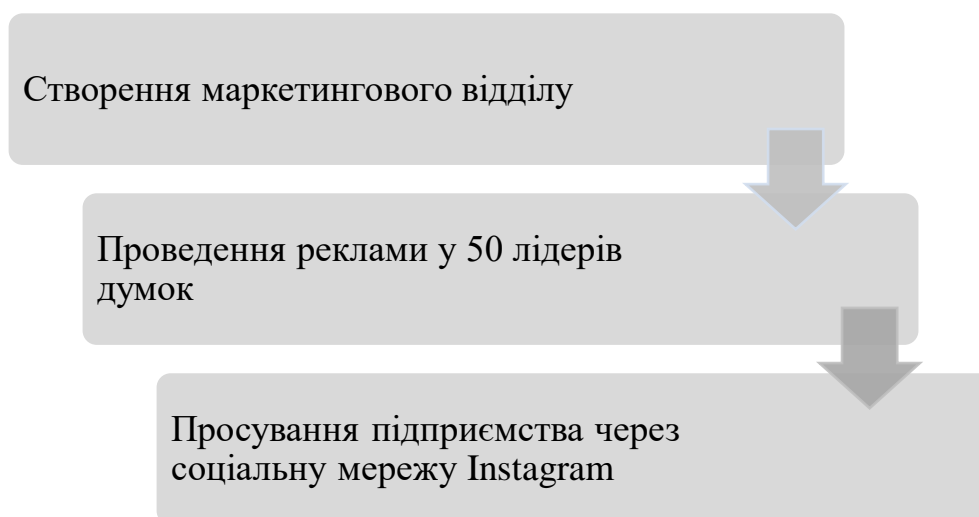 Створення маркетингового відділу
Проведення реклами у 50 лідерів
думок
Просування підприємства через
соціальну мережу Instagram